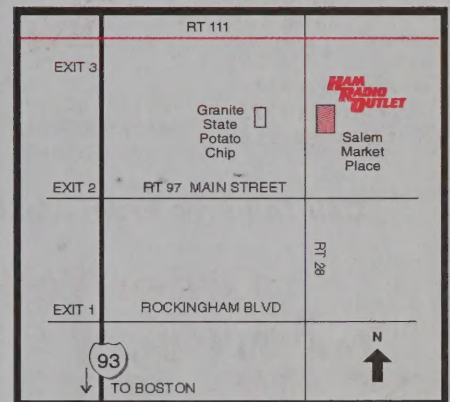 RT 111
EXIT 3
HAM
RADIO
OUTLET
Granite
State
Potato
Chip
Salem
Market
Place
EXIT 2
RT 97 MAIN STREET
RT 28
EXIT 1
ROCKINGHAM BLVD
N
93
TO BOSTON